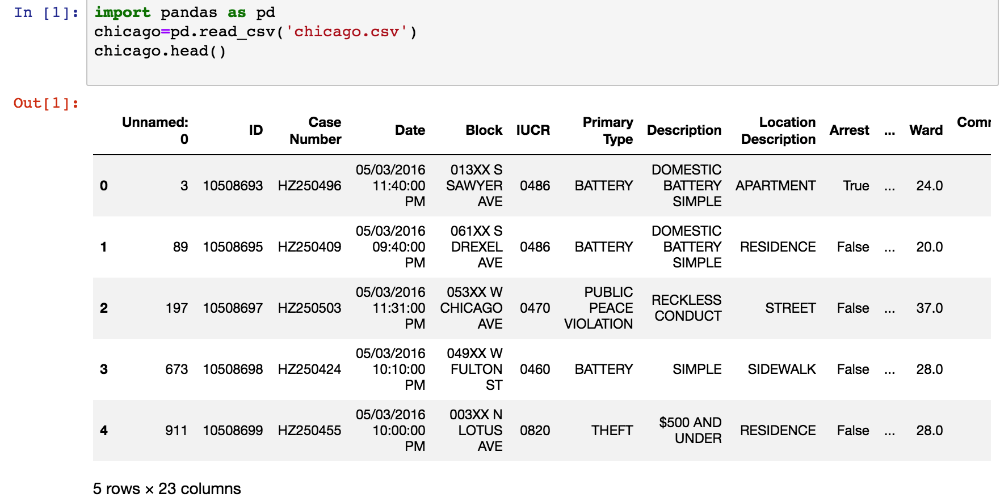 In [1]: import pandas as pd
chicago=pd.read_csv('chicago.csv')
chicago.head()
Out[1]:
Unnamed: 0 ID Case Number Date Block IUCR Primary Type Description Location Description Arrest ... Ward
0 3 10508693 HZ250496 05/03/2016 11:40:00 PM 013XX S SAWYER AVE 0486 BATTERY DOMESTIC BATTERY SIMPLE APARTMENT True ... 24.0
1 89 10508695 HZ250409 05/03/2016 09:40:00 PM 061XX S DREXEL AVE 0486 BATTERY DOMESTIC BATTERY SIMPLE RESIDENCE False ... 20.0
2 197 10508697 HZ250503 05/03/2016 11:31:00 PM 053XX W CHICAGO AVE 0470 PUBLIC PEACE VIOLATION RECKLESS CONDUCT STREET False ... 37.0
3 673 10508698 HZ250424 05/03/2016 10:10:00 PM 049XX W FULTON ST 0460 BATTERY SIMPLE SIDEWALK False ... 28.0
4 911 10508699 HZ250455 05/03/2016 10:00:00 PM 003XX N LOTUS AVE 0820 THEFT $500 AND UNDER RESIDENCE False ... 28.0
5 rows × 23 columns